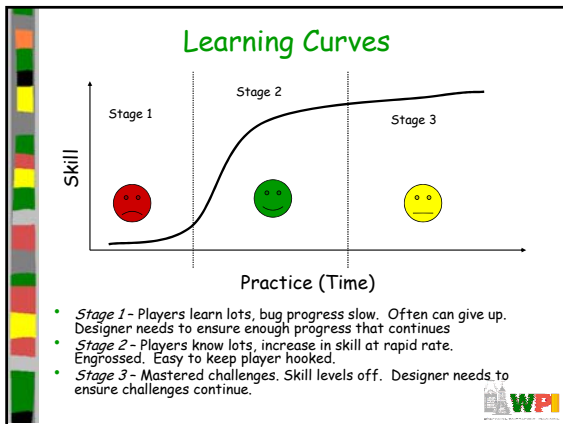 Learning Curves
Stage 1
Stage 2
Stage 3
Skill
Practice (Time)
• Stage 1 – Players learn lots, bug progress slow. Often can give up.
Designer needs to ensure enough progress that continues
• Stage 2 – Players know lots, increase in skill at rapid rate.
Engrossed. Easy to keep player hooked.
• Stage 3 – Mastered challenges. Skill levels off. Designer needs to
ensure challenges continue.
WPI